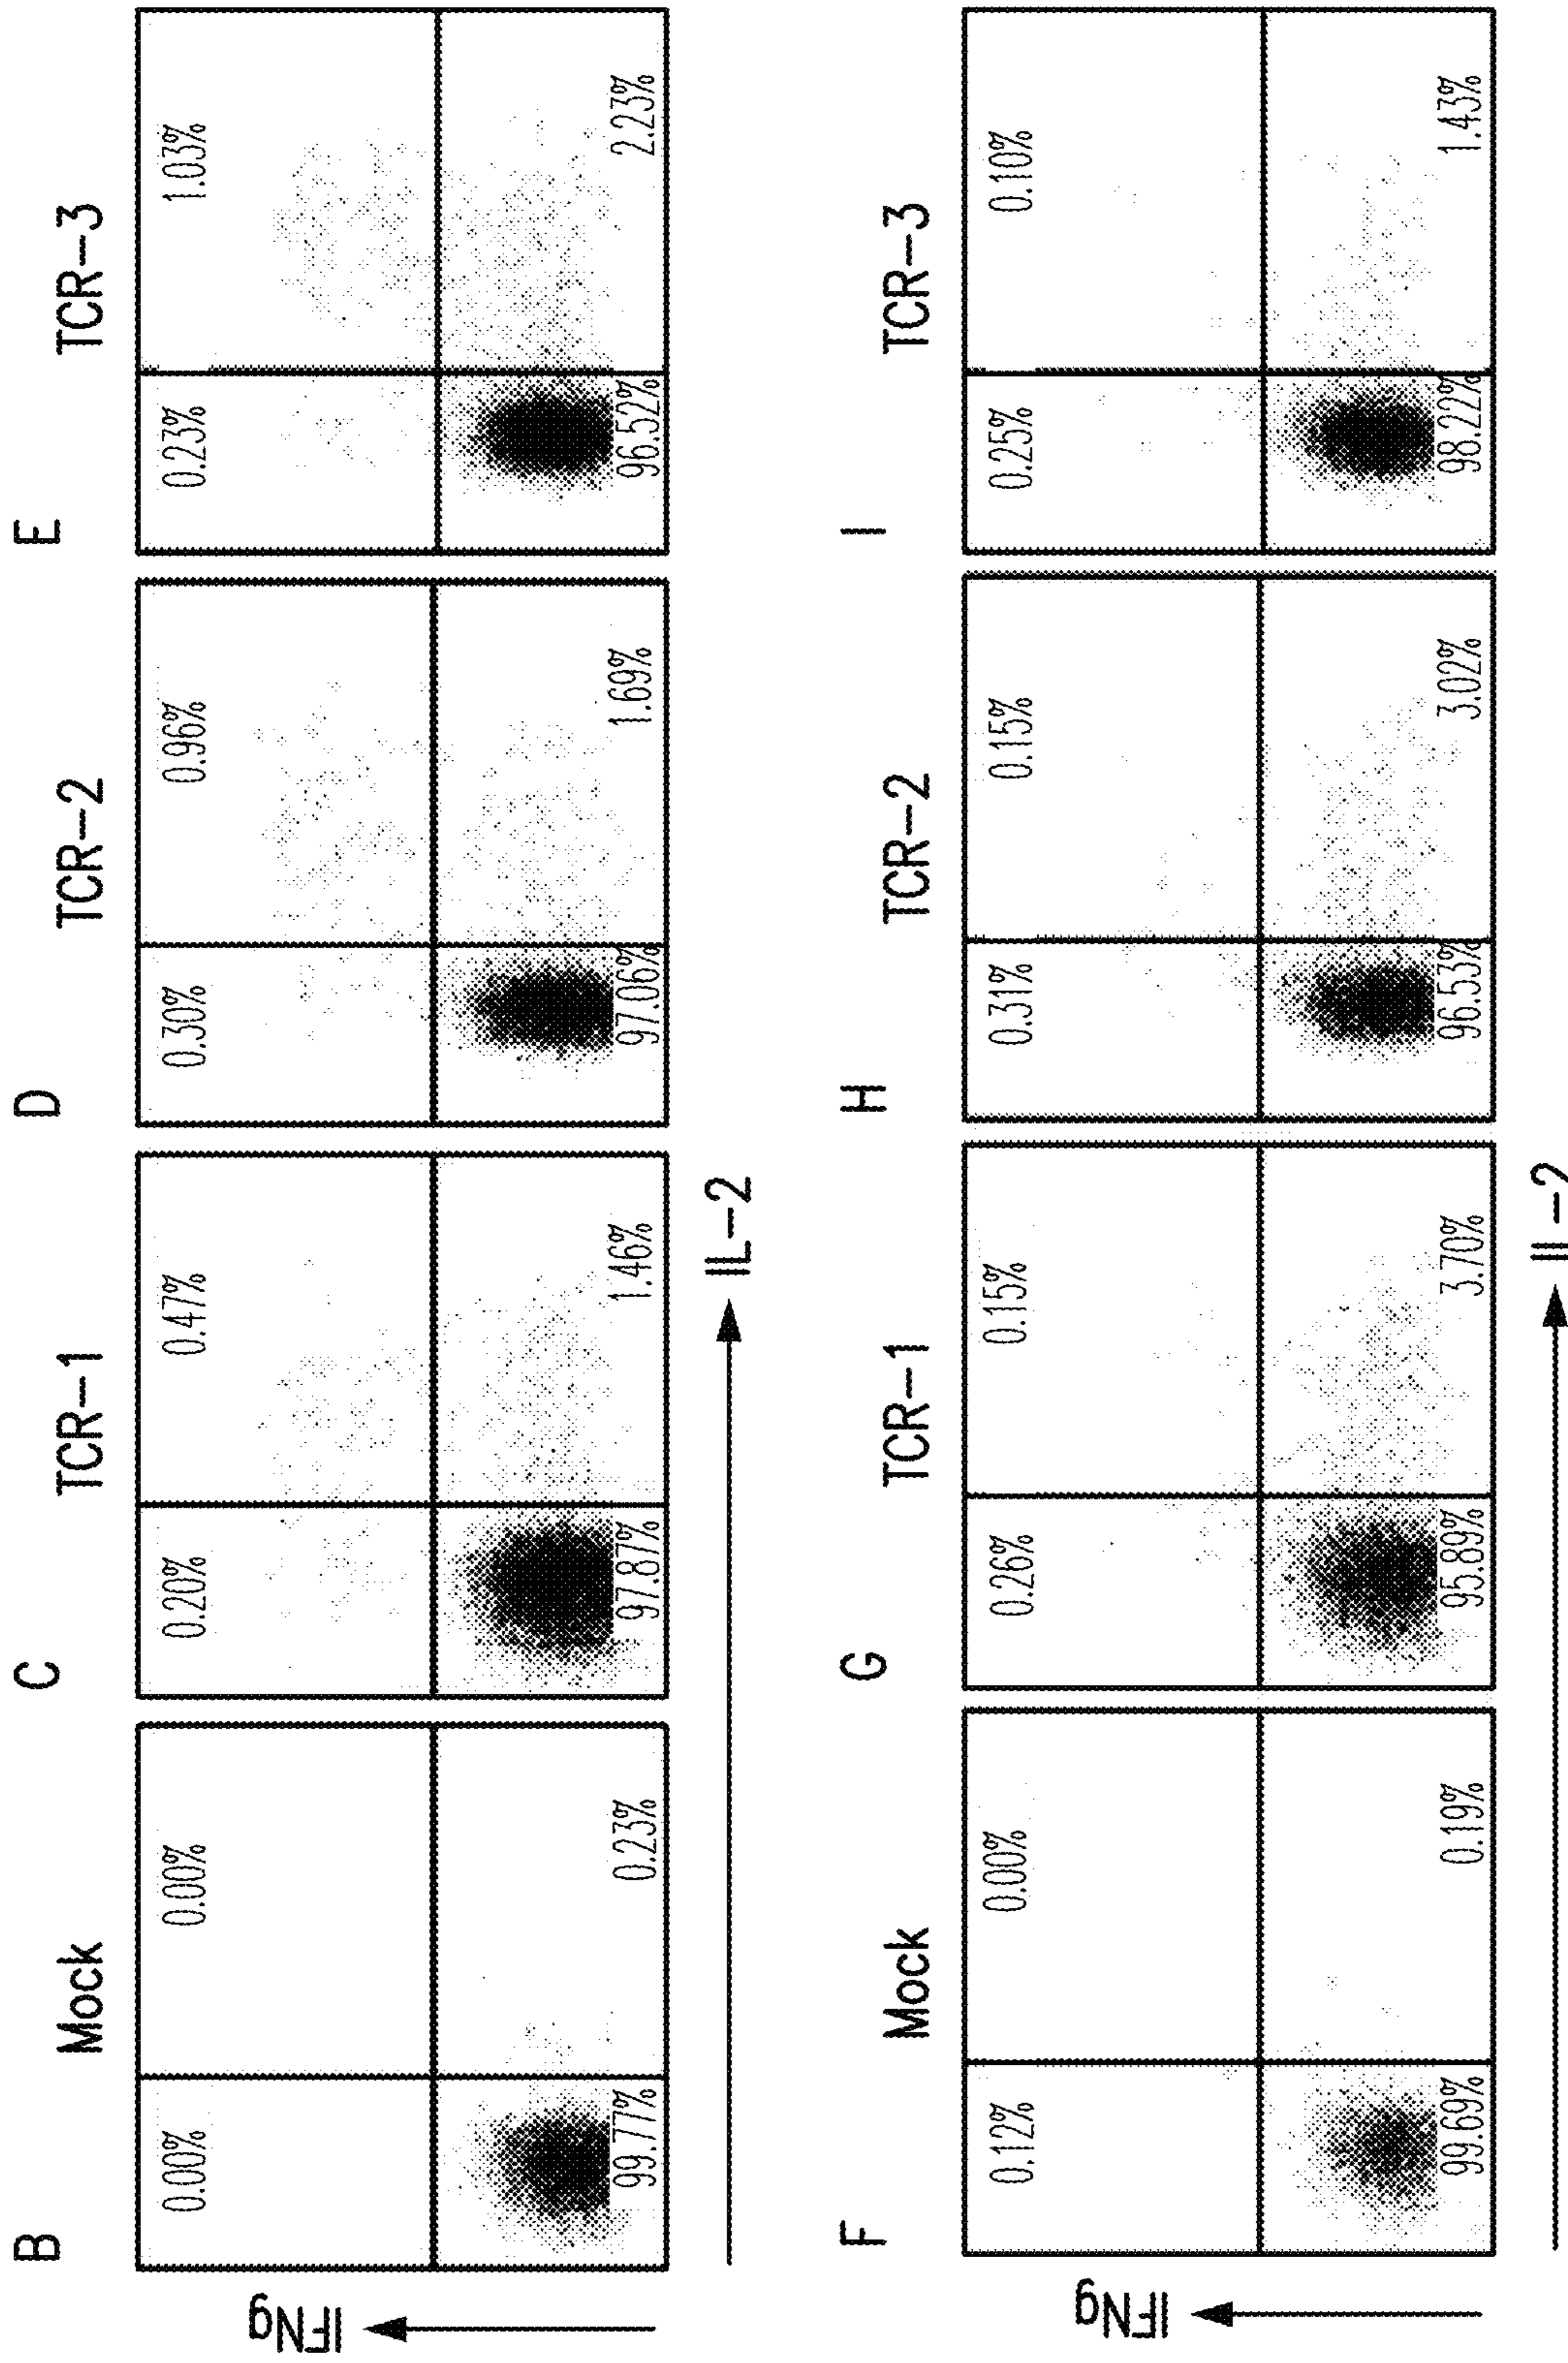 B
C
D
E
Mock
TCR-1
TCR-2
TCR-3
0.00% 0.00%
0.20% 0.47%
0.30% 0.96%
0.23% 1.03%
IFNg
99.77% 0.23%
97.87% 1.46%
97.06% 1.69%
96.52% 2.23%
IL-2
F
G
H
I
Mock
TCR-1
TCR-2
TCR-3
0.12% 0.00%
0.26% 0.15%
0.31% 0.15%
0.25% 0.10%
IFNg
99.69% 0.19%
95.89% 3.70%
96.53% 3.02%
98.22% 1.43%
IL-2